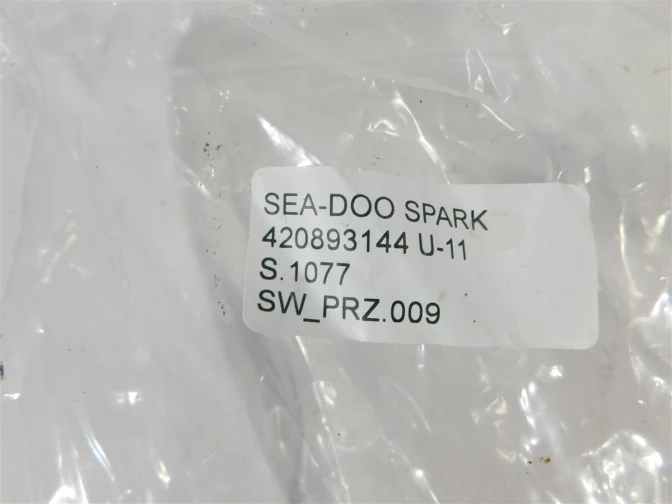 SEA-DOO SPARK
420893144 U-11
S.1077
SW_PRZ.009